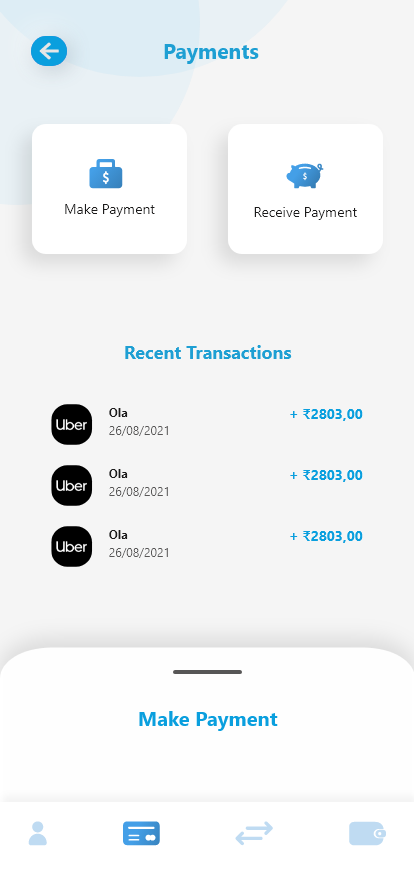 Payments
$
Make Payment
$
Receive Payment
Recent Transactions
Uber
Ola
+ ₹2803,00
26/08/2021
Uber
Ola
+ ₹2803,00
26/08/2021
Uber
Ola
+ ₹2803,00
26/08/2021
Make Payment